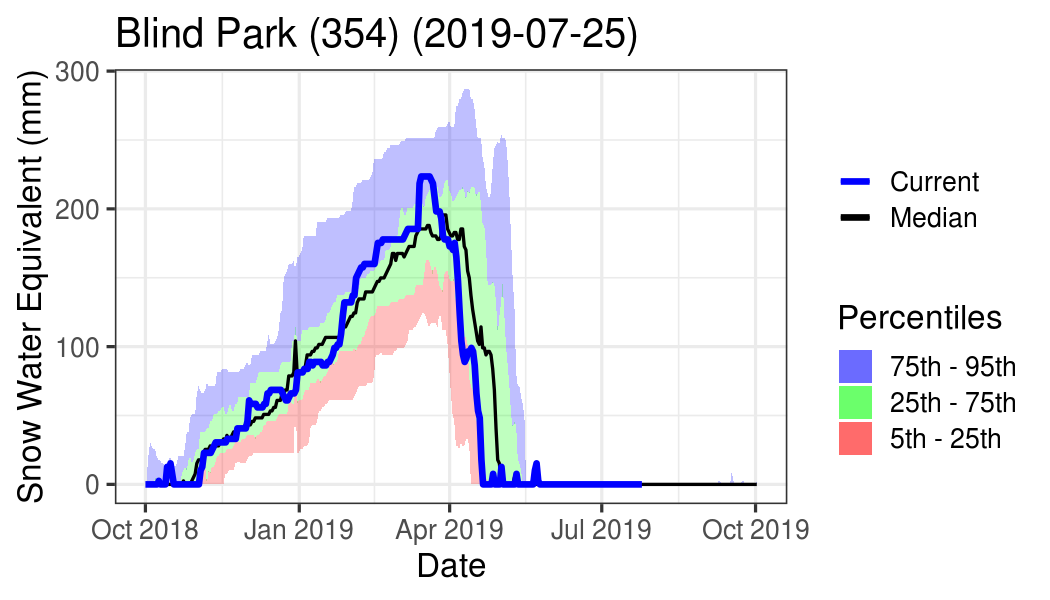 Blind Park (354) (2019-07-25)
Snow Water Equivalent (mm)
300
200
100
0
Oct 2018
Jan 2019
Apr 2019
Jul 2019
Oct 2019
Date
Current
Median
Percentiles
75th - 95th
25th - 75th
5th - 25th